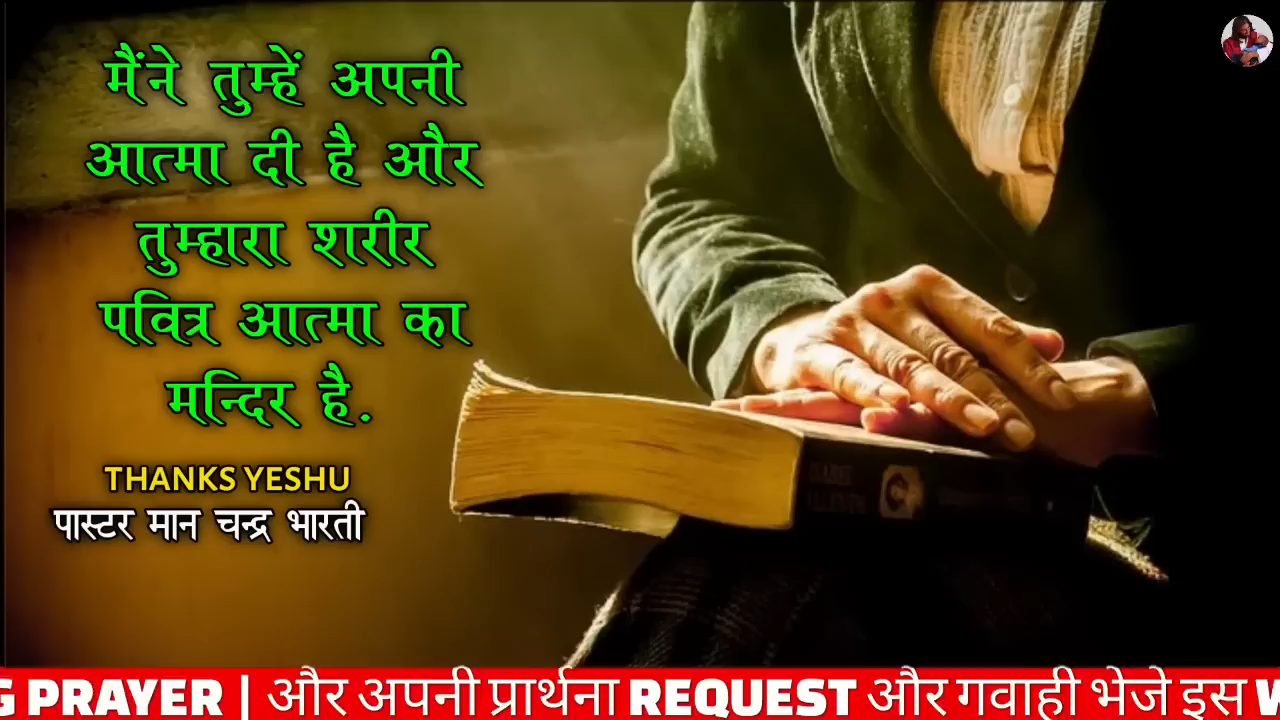 मैंने तुम्हें अपनी
आत्मा दी है और
तुम्हारा शरीर
पवित्र आत्मा का
मन्दिर है.
THANKS YESHU
पास्टर मान चन्द्र भारती
G PRAYER | और अपनी प्रार्थना REQUEST और गवाही भेजे इस W